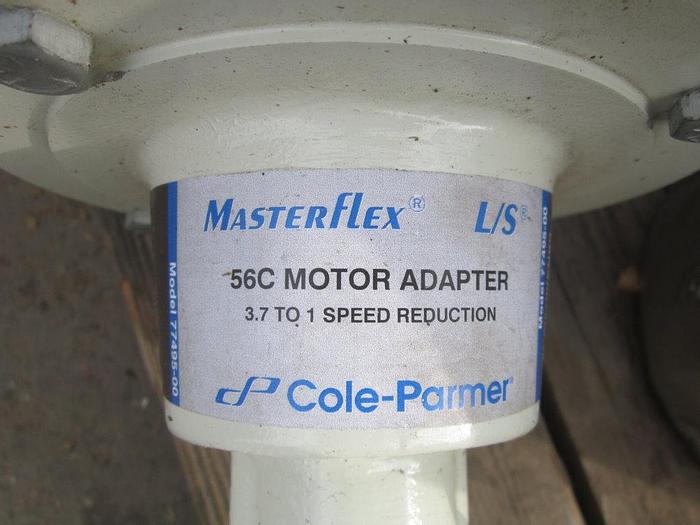 MASTERFLEX® L/S®
56C MOTOR ADAPTER
3.7 TO 1 SPEED REDUCTION
Cole-Parmer®
Model 77495-00
Model 77495-00